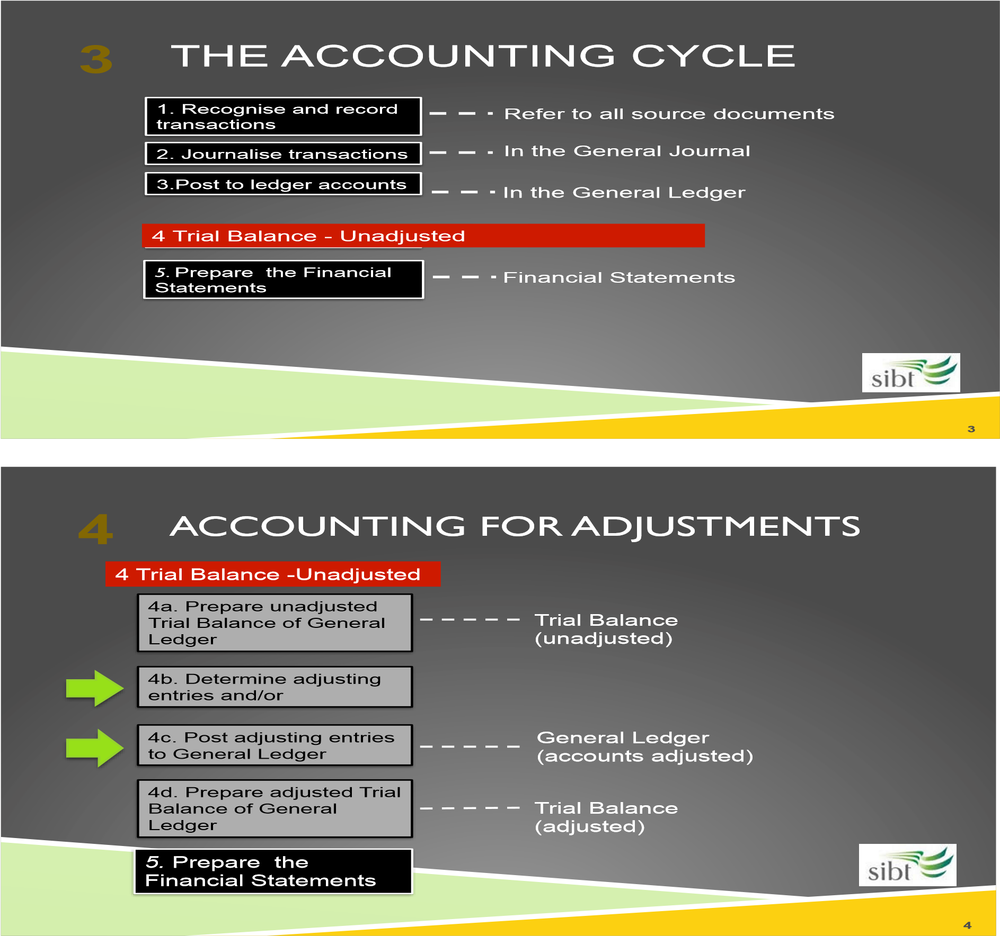 3
THE ACCOUNTING CYCLE
1. Recognise and record
transactions
Refer to all source documents
2. Journalise transactions
In the General Journal
3.Post to ledger accounts
In the General Ledger
4 Trial Balance - Unadjusted
5. Prepare  the Financial
Statements
Financial Statements
sibt
3
4
ACCOUNTING FOR ADJUSTMENTS
4 Trial Balance -Unadjusted
4a. Prepare unadjusted
Trial Balance of General
Ledger
Trial Balance
(unadjusted)
4b. Determine adjusting
entries and/or
4c. Post adjusting entries
to General Ledger
General Ledger
(accounts adjusted)
4d. Prepare adjusted Trial
Balance of General
Ledger
Trial Balance
(adjusted)
5. Prepare  the
Financial Statements
sibt
4